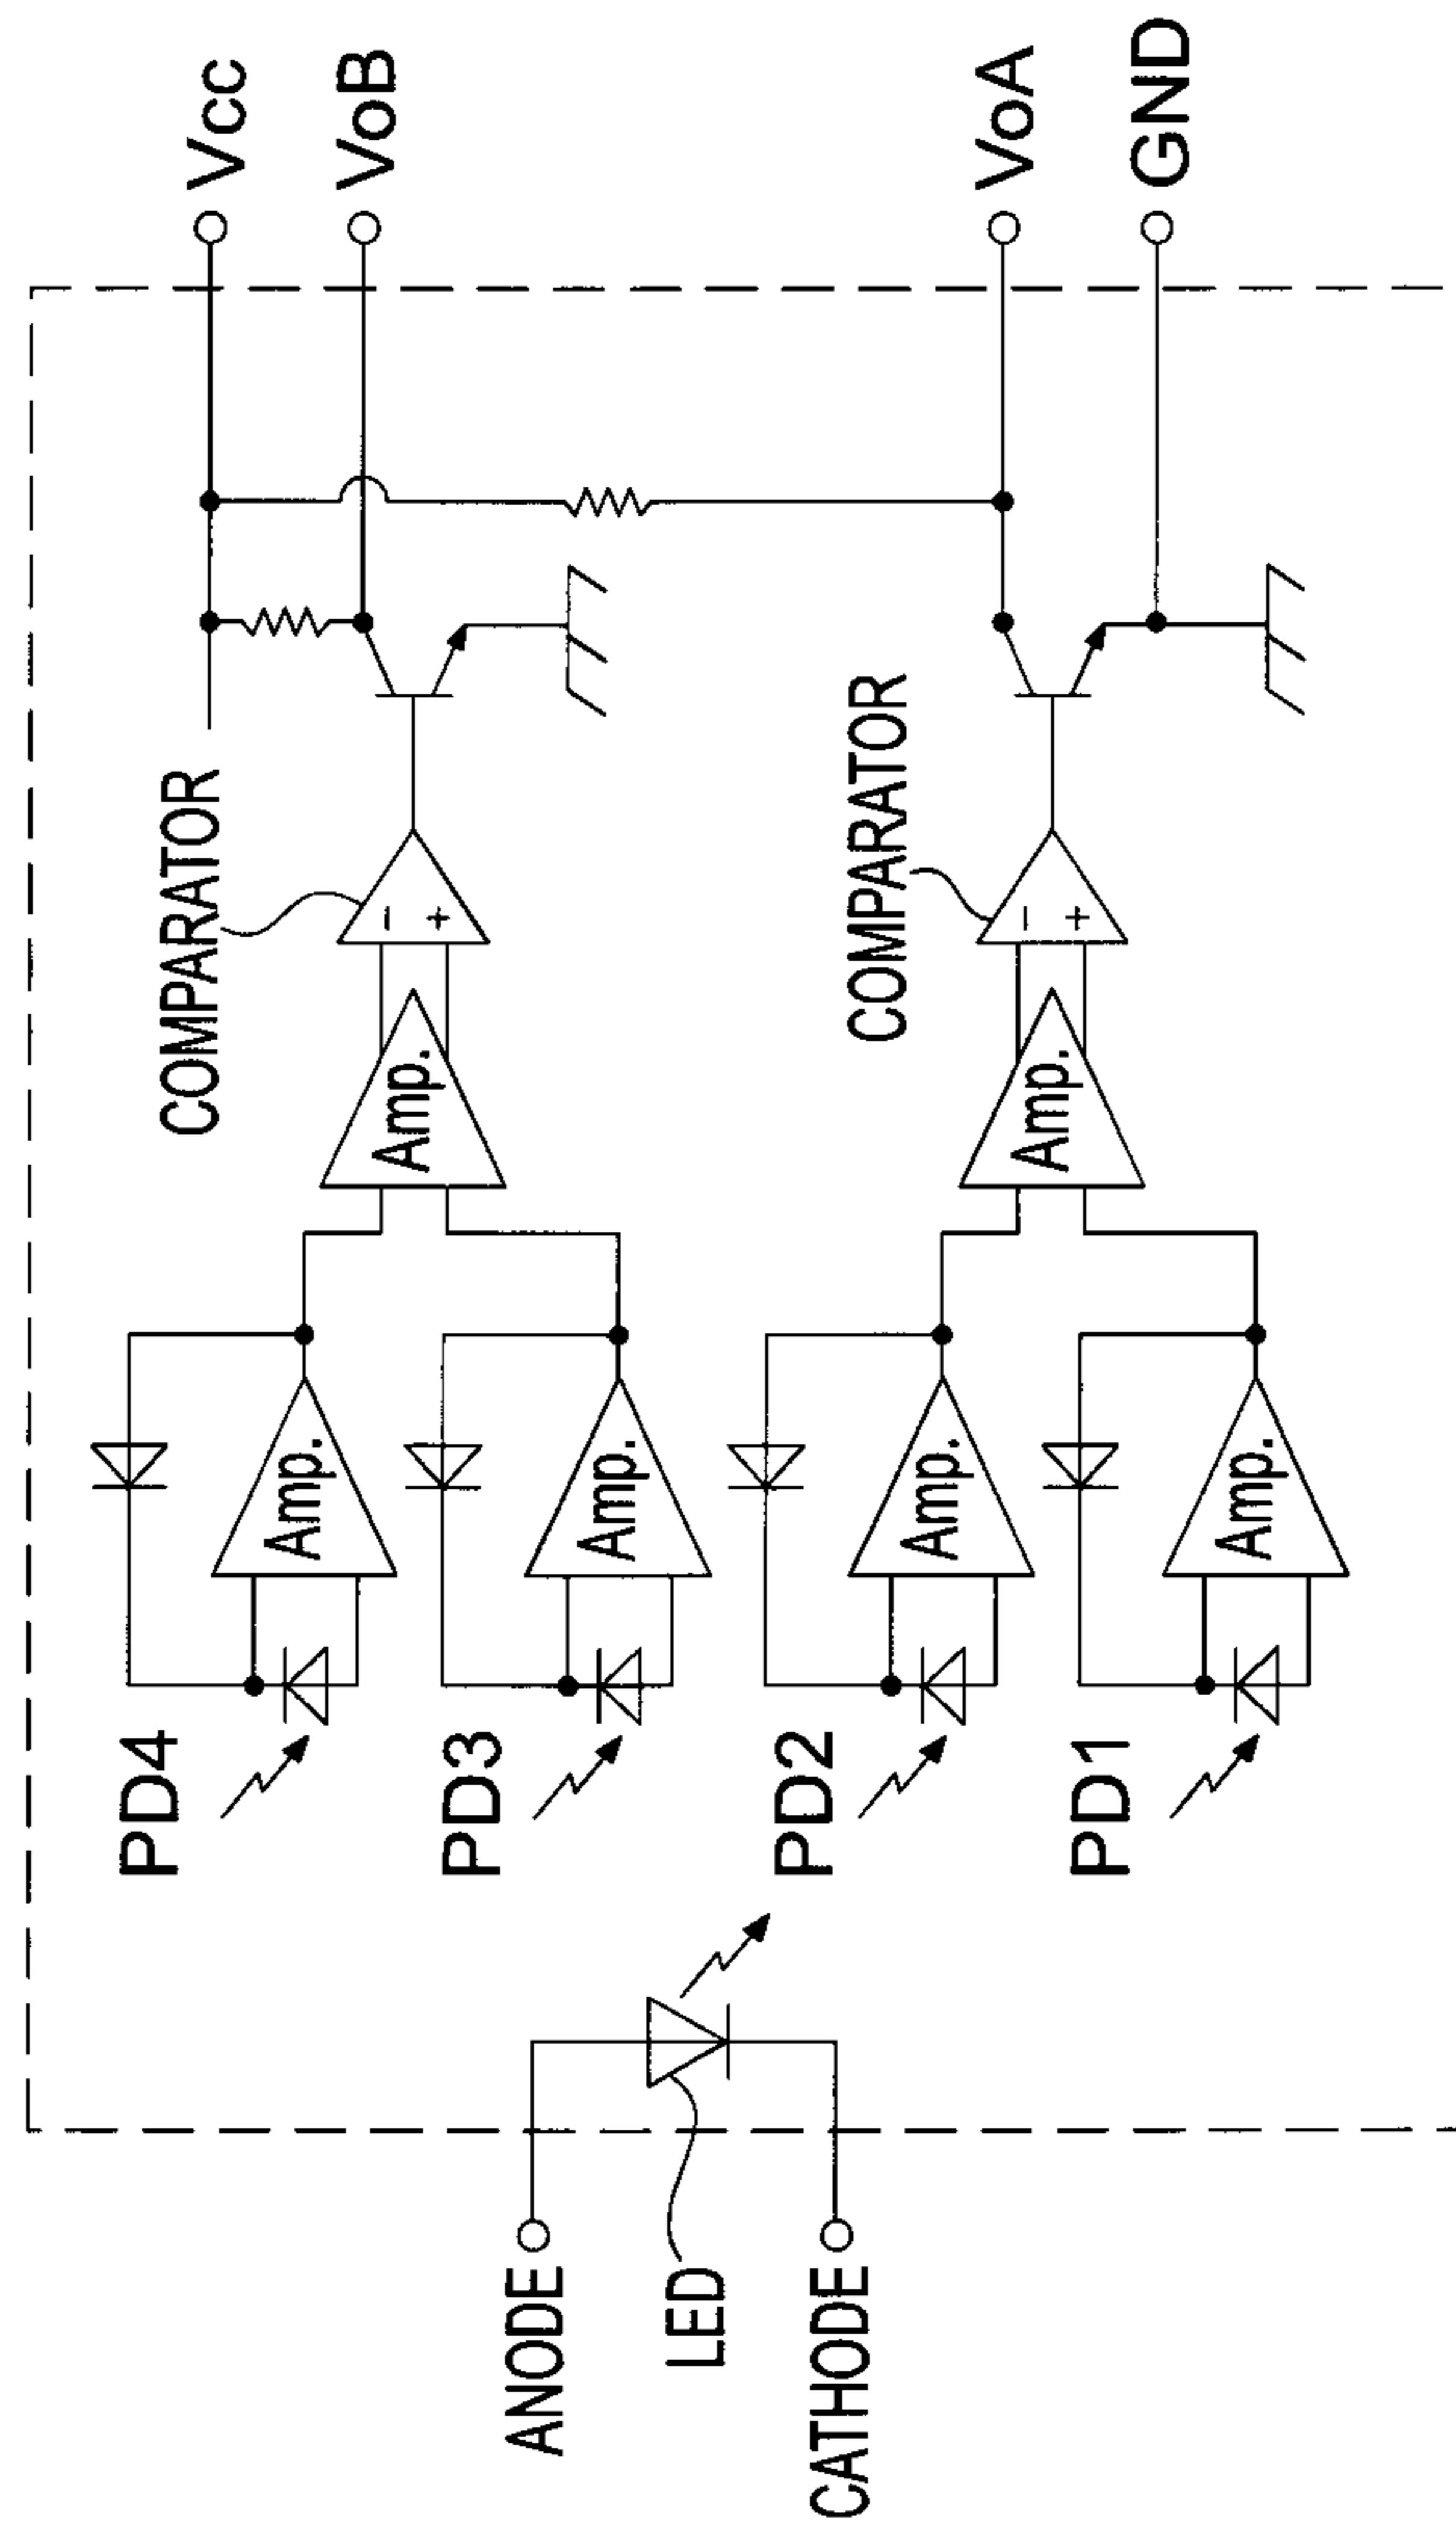 Vcc
VoB
VoA
GND
COMPARATOR
COMPARATOR
−
+
−
+
Amp.
Amp.
Amp.
Amp.
Amp.
Amp.
PD4
PD3
PD2
PD1
ANODE
LED
CATHODE